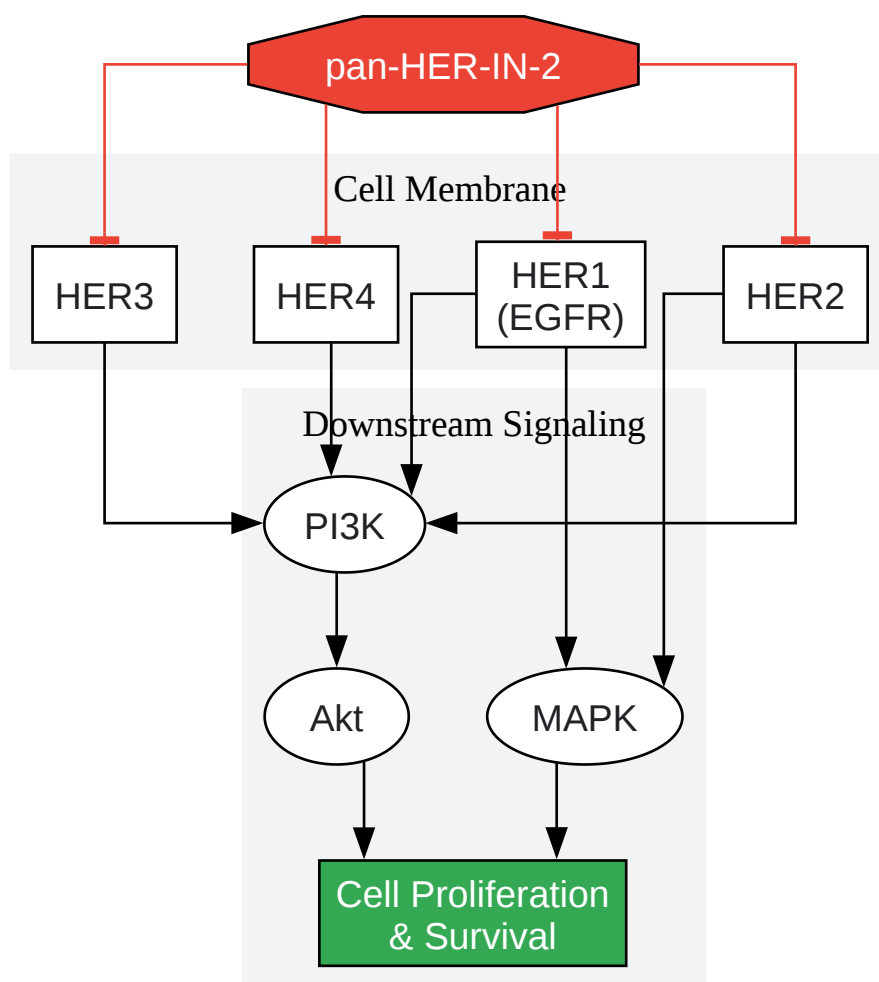 pan-HER-IN-2
Cell Membrane
HER3
HER4
HER1
(EGFR)
HER2
Downstream Signaling
PI3K
Akt
MAPK
Cell Proliferation
& Survival